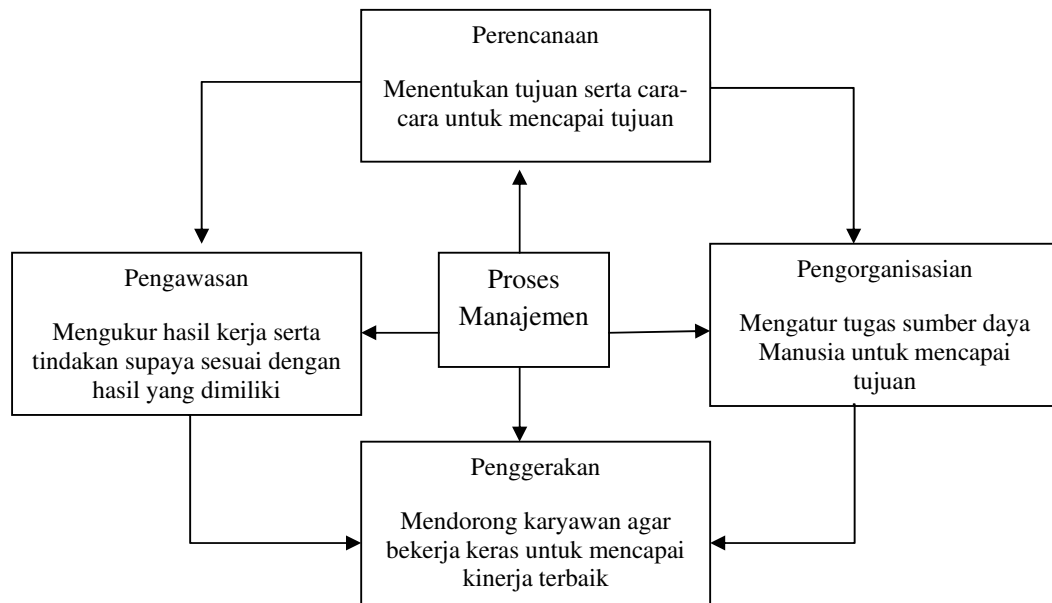 Perencanaan
Menentukan tujuan serta cara-
cara untuk mencapai tujuan
Pengawasan
Mengukur hasil kerja serta
tindakan supaya sesuai dengan
hasil yang dimiliki
Proses
Manajemen
Pengorganisasian
Mengatur tugas sumber daya
Manusia untuk mencapai
tujuan
Penggerakan
Mendorong karyawan agar
bekerja keras untuk mencapai
kinerja terbaik